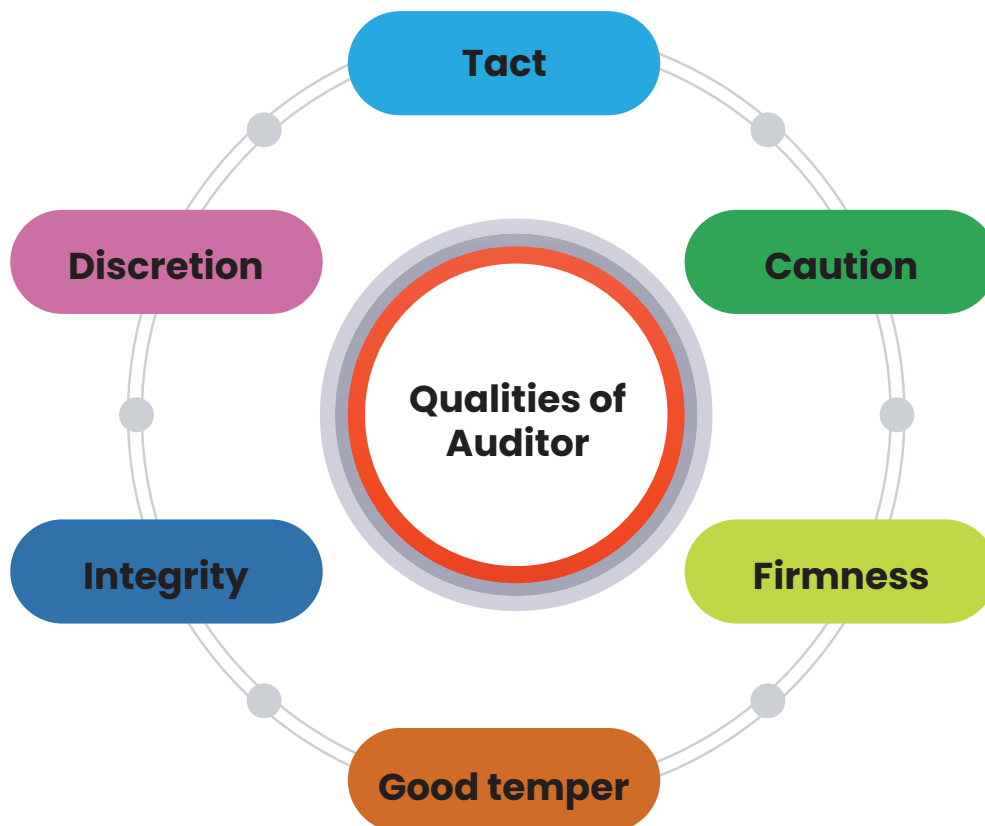 Tact
Discretion
Caution
Qualities of
Auditor
Integrity
Firmness
Good temper